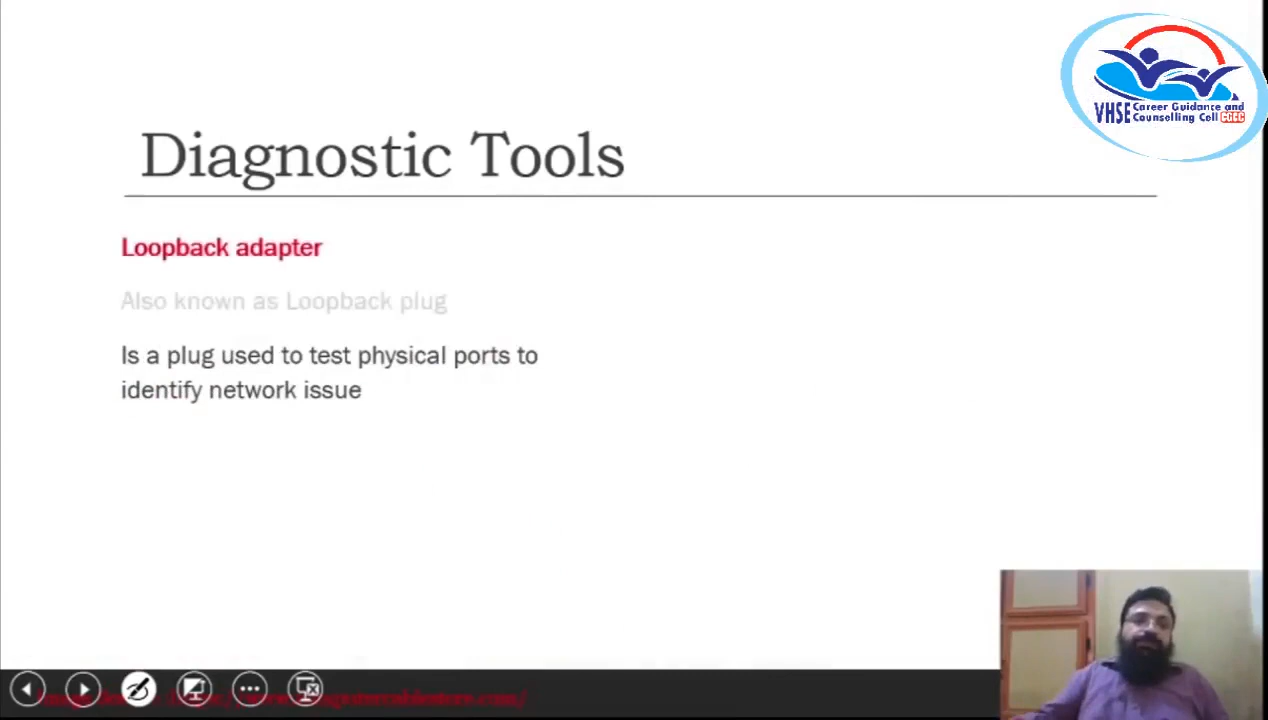 VHSE Career Guidance and
Counselling Cell CGCC
Diagnostic Tools
Loopback adapter
Also known as Loopback plug
Is a plug used to test physical ports to
identify network issue